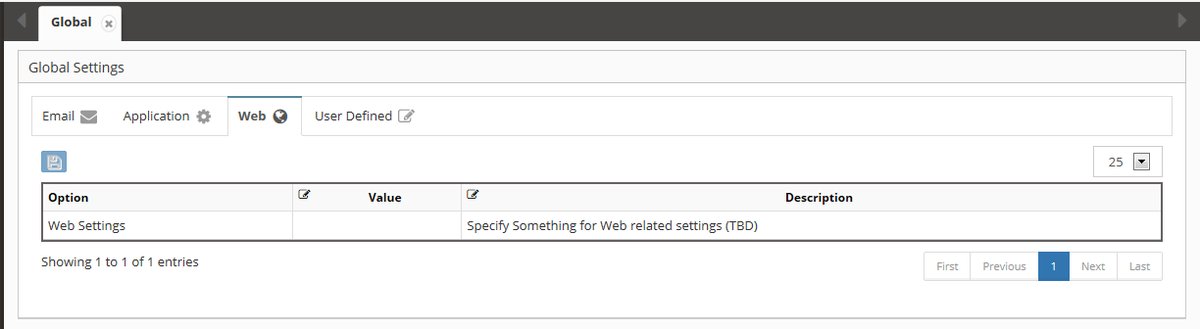 Global
Global Settings
Email Application Web User Defined
25
Option Value Description
Web Settings Specify Something for Web related settings (TBD)
Showing 1 to 1 of 1 entries
First Previous 1 Next Last